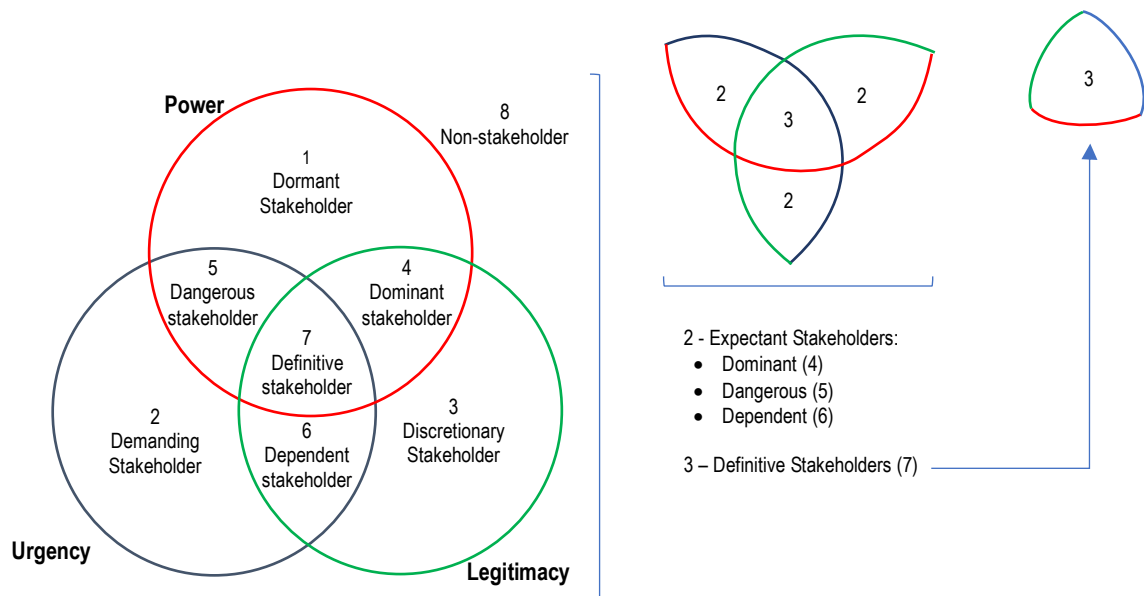 Power
8
Non-stakeholder
1
Dormant
Stakeholder
5
Dangerous
stakeholder
4
Dominant
stakeholder
7
Definitive
stakeholder
2
Demanding
Stakeholder
6
Dependent
stakeholder
3
Discretionary
Stakeholder
Urgency
Legitimacy
2
2
3
2
3
2 - Expectant Stakeholders:
• Dominant (4)
• Dangerous (5)
• Dependent (6)
3 – Definitive Stakeholders (7)